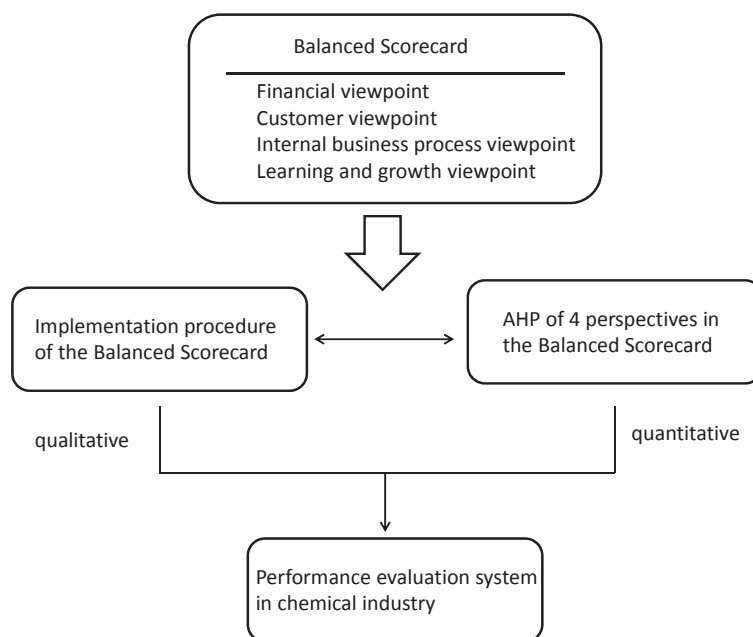 Balanced Scorecard
Financial viewpoint
Customer viewpoint
Internal business process viewpoint
Learning and growth viewpoint
Implementation procedure
of the Balanced Scorecard
AHP of 4 perspectives in
the Balanced Scorecard
qualitative
quantitative
Performance evaluation system
in chemical industry